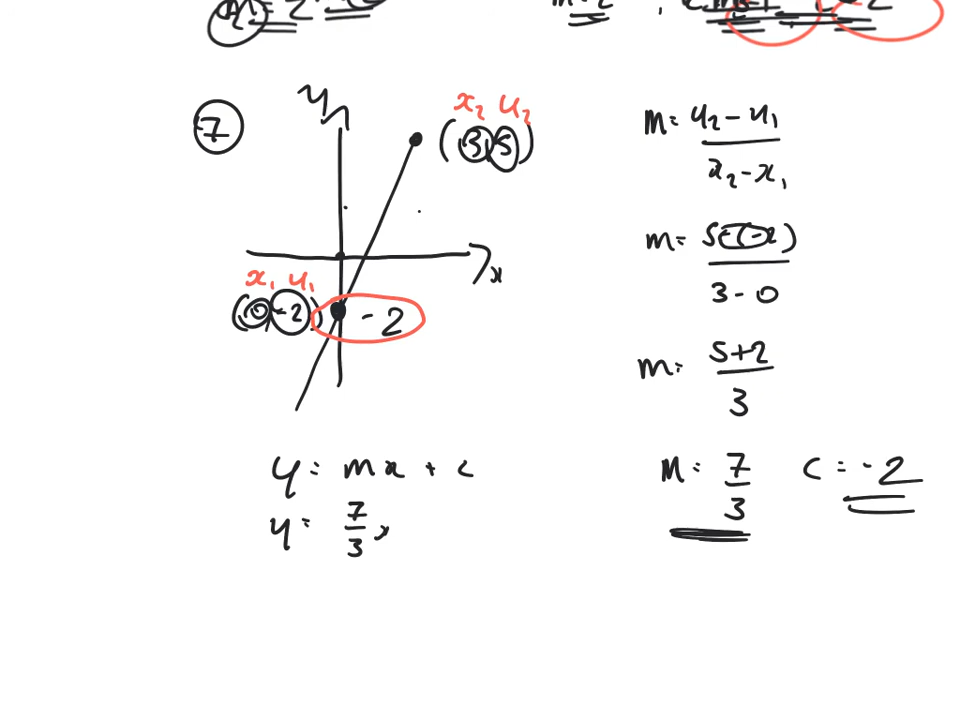 7
y
x₂ y₂
(3, 5)
x
x₁ y₁
(0, -2)
-2
m = y₂ - y₁
x₂ - x₁
m = 5 - (-2)
3 - 0
m = 5 + 2
3
m = 7
3
c = -2
y = mx + c
y = 7
3 x